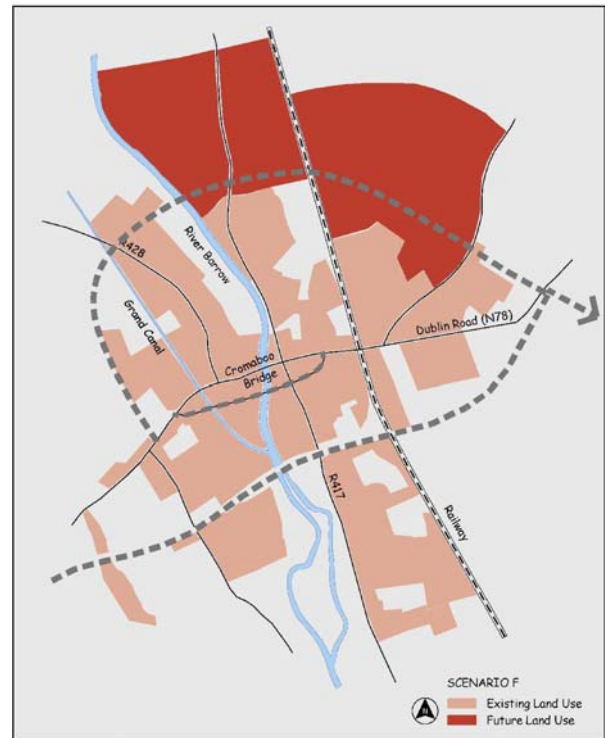 River Barrow
R428
Grand Canal
Dublin Road (N78)
Cromaboo
Bridge
R417
Railway
SCENARIO F
N
Existing Land Use
Future Land Use